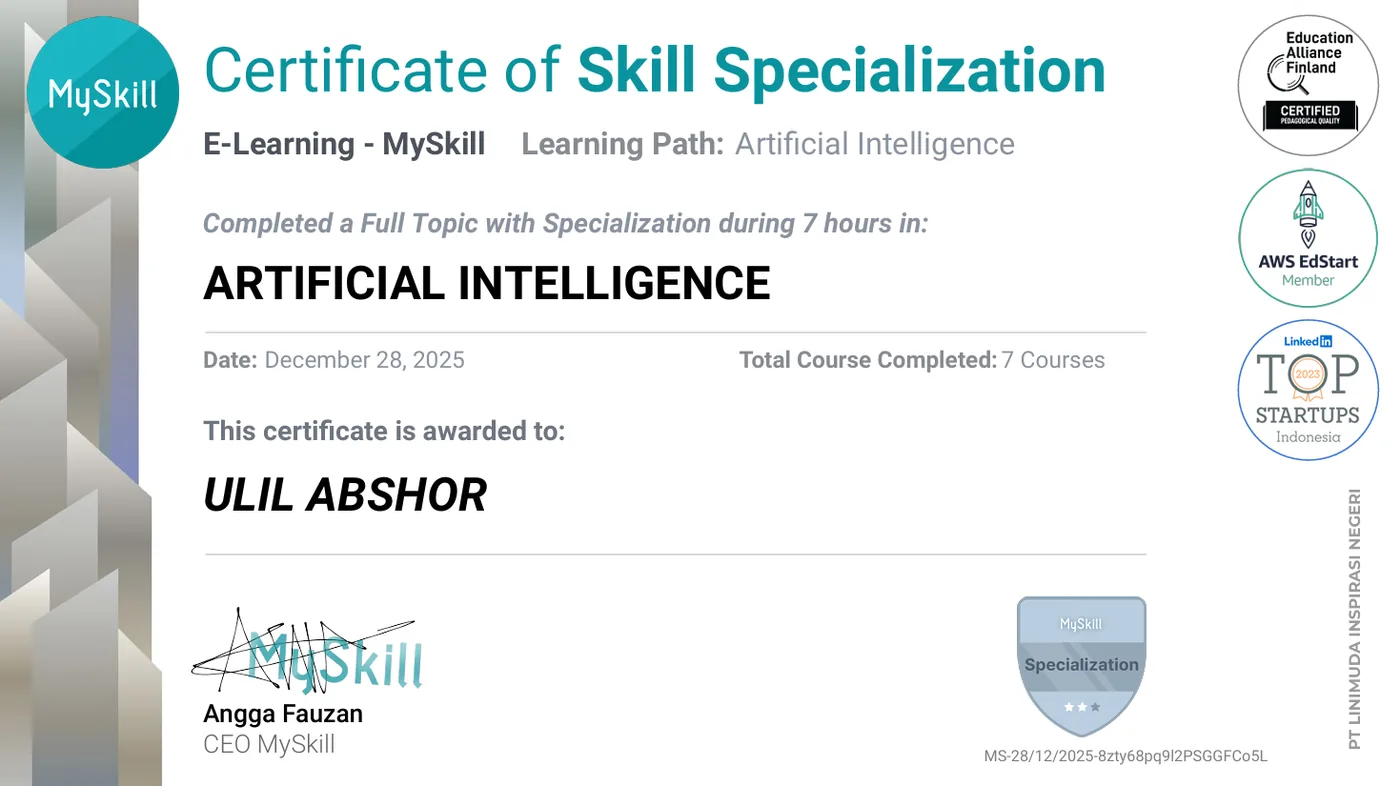 MySkill
Certificate of Skill Specialization
E-Learning - MySkill Learning Path: Artificial Intelligence
Completed a Full Topic with Specialization during 7 hours in:
ARTIFICIAL INTELLIGENCE
Date: December 28, 2025 Total Course Completed: 7 Courses
This certificate is awarded to:
ULIL ABSHOR
MySkill
Angga Fauzan
CEO MySkill
MySkill
Specialization
MS-28/12/2025-8zty68pq9l2PSGGFCo5L
Education
Alliance
Finland
CERTIFIED
PEDAGOGICAL QUALITY
AWS EdStart
Member
LinkedIn
TOP
2023
STARTUPS
Indonesia
PT LINIMUDA INSPIRASI NEGERI